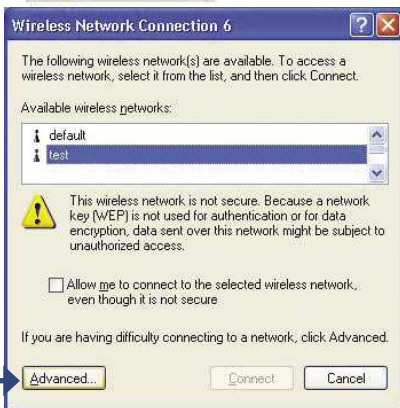 Wireless Network Connection 6
The following wireless network(s) are available. To access a
wireless network, select it from the list, and then click Connect.
Available wireless networks:
default
test
This wireless network is not secure. Because a network
key (WEP) is not used for authentication or for data
encryption, data sent over this network might be subject to
unauthorized access.
Allow me to connect to the selected wireless network,
even though it is not secure
If you are having difficulty connecting to a network, click Advanced.
Advanced... Connect Cancel